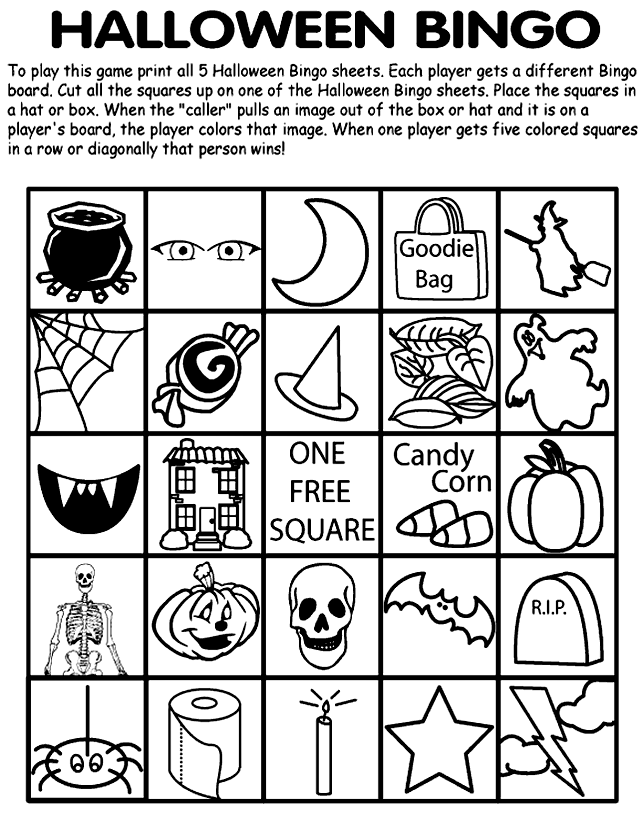 HALLOWEEN BINGO
To play this game print all 5 Halloween Bingo sheets. Each player gets a different Bingo
board. Cut all the squares up on one of the Halloween Bingo sheets. Place the squares in
a hat or box. When the "caller" pulls an image out of the box or hat and it is on a
player's board, the player colors that image. When one player gets five colored squares
in a row or diagonally that person wins!
Goodie
Bag
ONE
FREE
SQUARE
Candy
Corn
R.I.P.